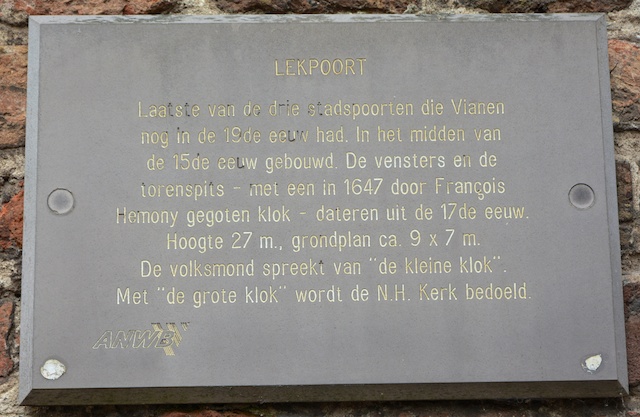 LEKPOORT
Laatste van de drie stadspoorten die Vianen
nog in de 19de eeuw had. In het midden van
de 15de eeuw gebouwd. De vensters en de
torenspits - met een in 1647 door François
Hemony gegoten klok - dateren uit de 17de eeuw.
Hoogte 27 m., grondplan ca. 9 x 7 m.
De volksmond spreekt van "de kleine klok".
Met "de grote klok" wordt de N.H. Kerk bedoeld.
ANWB